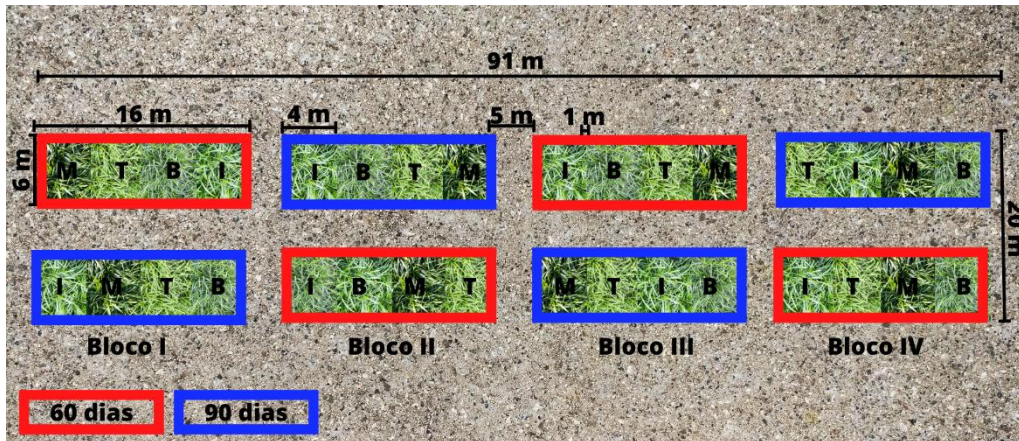 91 m
16 m 4 m 5 m 1 m
6 m
M T B I I B T M I B T M T I M B
20 m
I M T B I B M T M T I B I T M B
Bloco I Bloco II Bloco III Bloco IV
60 dias 90 dias